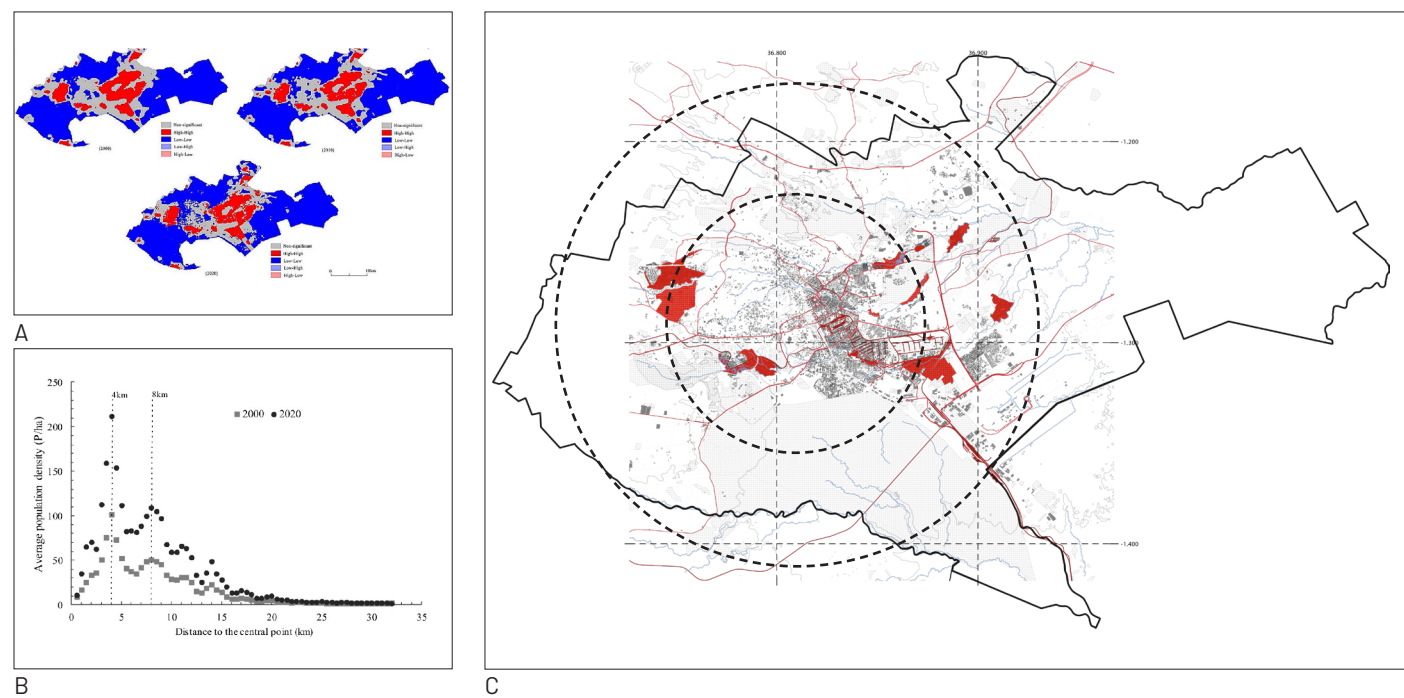 Non-significant
High-High
Low-Low
Low-High
High-Low
(2000)
Non-significant
High-High
Low-Low
Low-High
High-Low
(2010)
Non-significant
High-High
Low-Low
Low-High
High-Low
(2020)
0
10km
A
250
200
150
100
50
0
Average population density (P/ha)
4km
8km
2000
2020
0
5
10
15
20
25
30
35
Distance to the central point (km)
B
36.800
36.900
-1.200
-1.300
-1.400
C